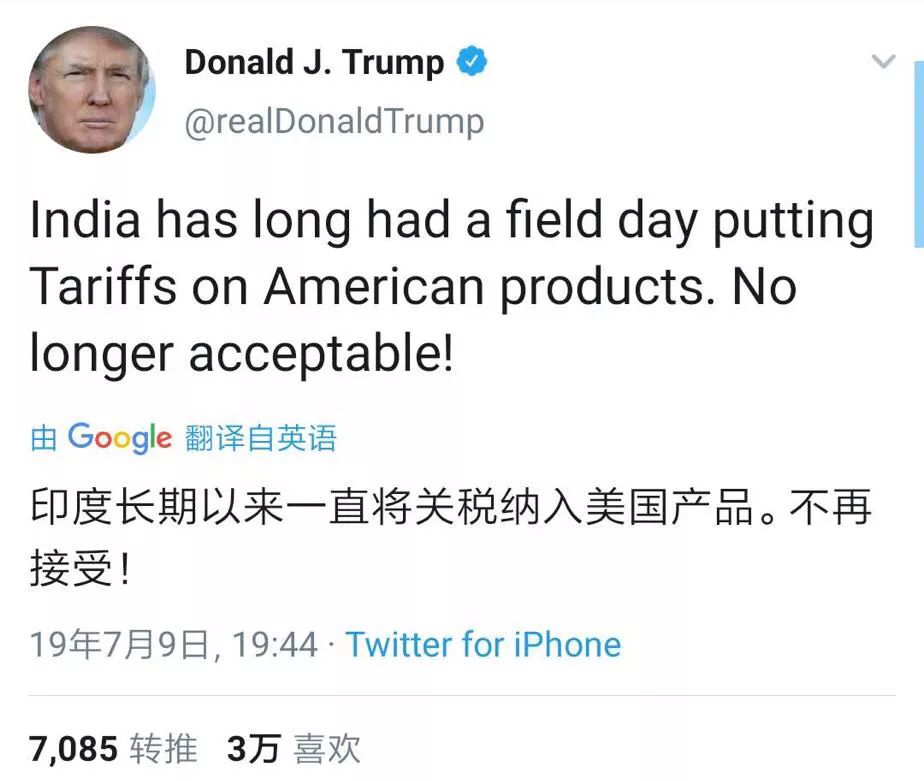 Donald J. Trump
@realDonaldTrump
India has long had a field day putting
Tariffs on American products. No
longer acceptable!
由 Google 翻译自英语
印度长期以来一直将关税纳入美国产品。不再
接受!
19年7月9日, 19:44 · Twitter for iPhone
7,085 转推 3万 喜欢